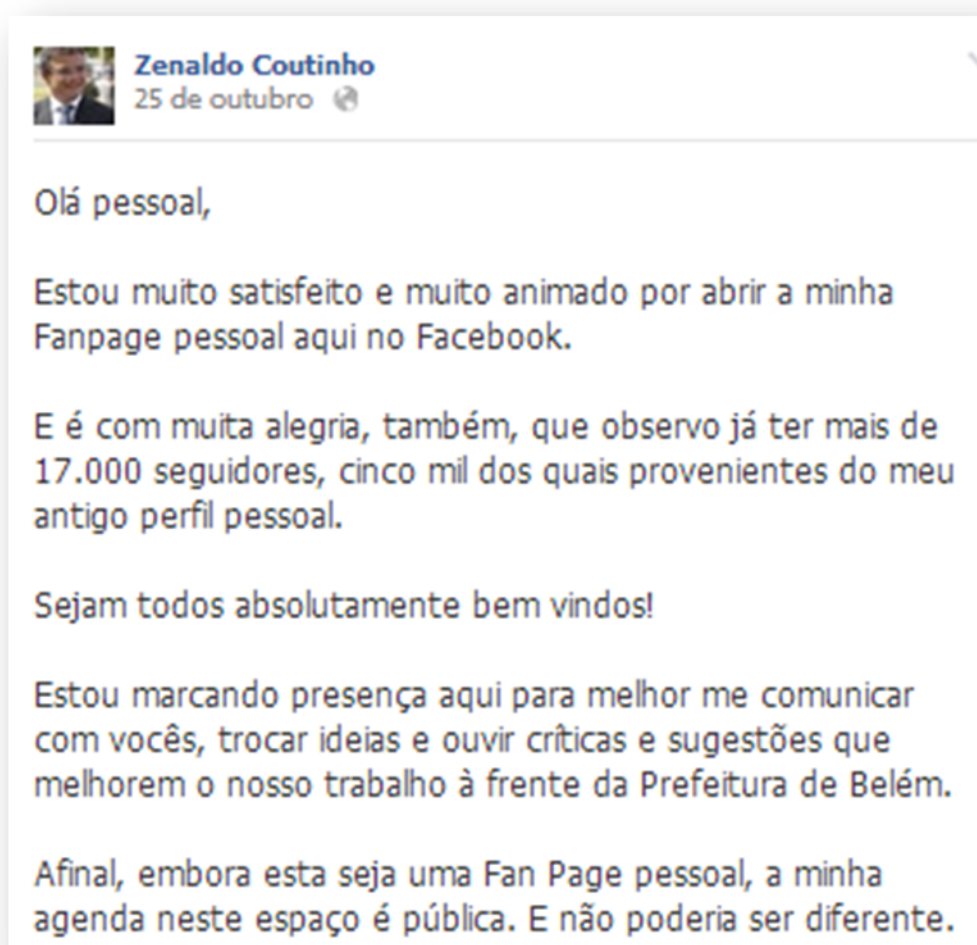 Zenaldo Coutinho
25 de outubro
Olá pessoal,
Estou muito satisfeito e muito animado por abrir a minha
Fanpage pessoal aqui no Facebook.
E é com muita alegria, também, que observo já ter mais de
17.000 seguidores, cinco mil dos quais provenientes do meu
antigo perfil pessoal.
Sejam todos absolutamente bem vindos!
Estou marcando presença aqui para melhor me comunicar
com vocês, trocar ideias e ouvir críticas e sugestões que
melhorem o nosso trabalho à frente da Prefeitura de Belém.
Afinal, embora esta seja uma Fan Page pessoal, a minha
agenda neste espaço é pública. E não poderia ser diferente.